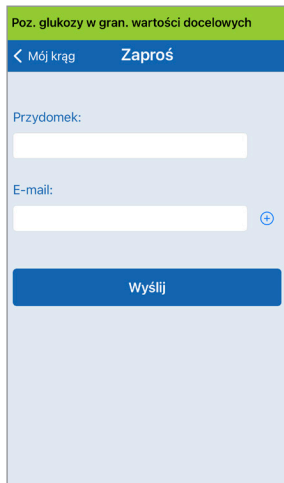 Poz. glukozy w gran. wartości docelowych
Mój krąg Zaproś
Przydomek:
E-mail:
Wyślij